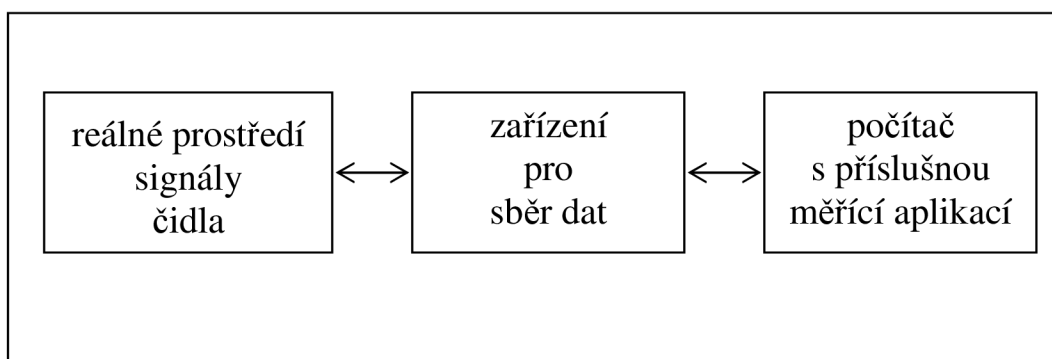 reálné prostředí
signály
čidla
zařízení
pro
sběr dat
počítač
s příslušnou
měřící aplikací